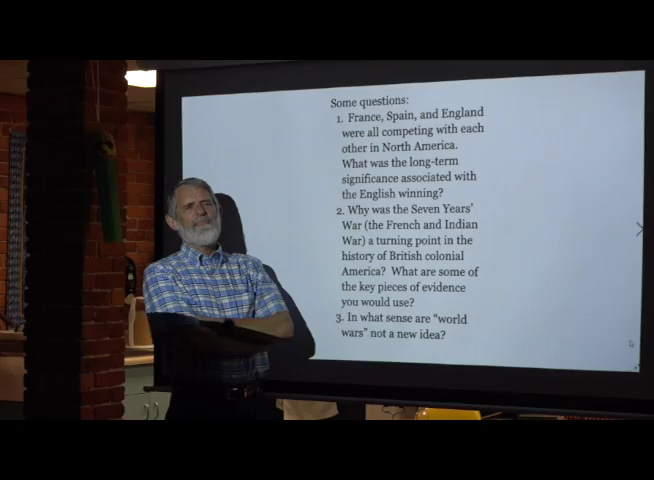 Some questions:
1. France, Spain, and England
were all competing with each
other in North America.
What was the long-term
significance associated with
the English winning?
2. Why was the Seven Years'
War (the French and Indian
War) a turning point in the
history of British colonial
America? What are some of
the key pieces of evidence
you would use?
3. In what sense are "world
wars" not a new idea?